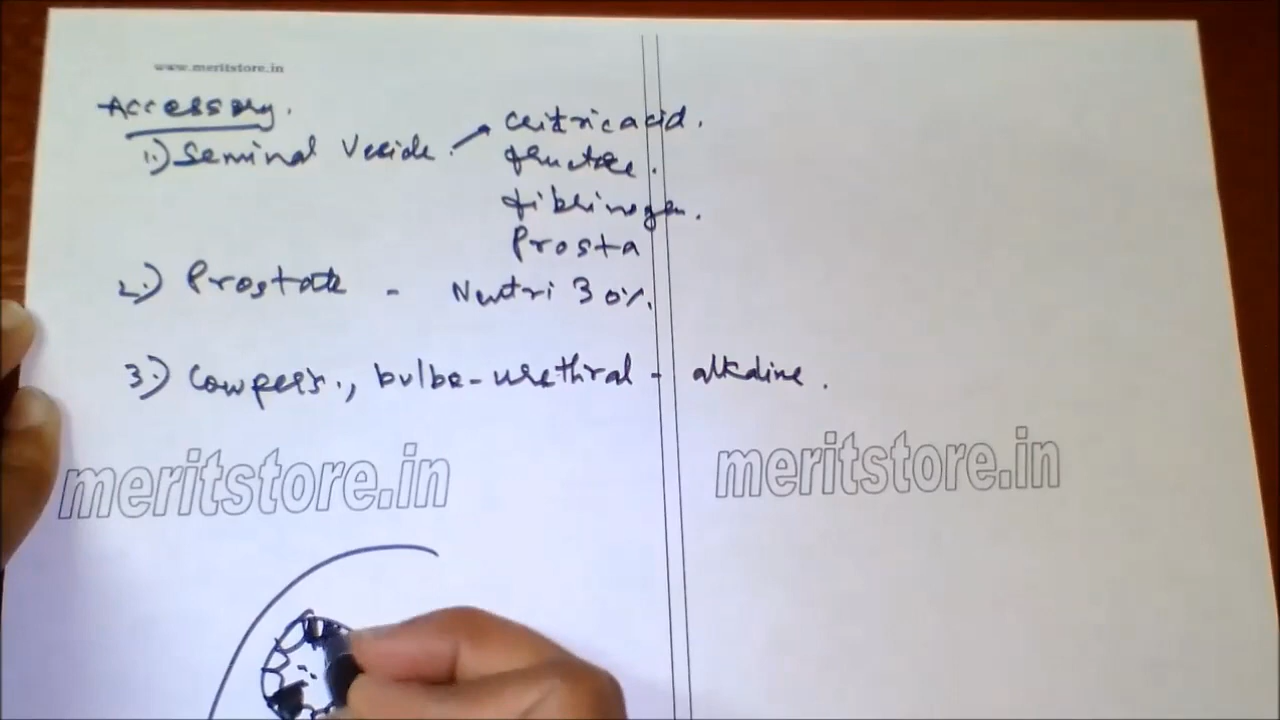 www.meritstore.in
Accessory.
1.) Seminal Vesicle. citric acid.
fructose.
fibrinogen.
Prosta
2.) Prostate - Neutri 30%.
3.) Cowper's., bulbo-urethral - alkaline.
meritstore.in meritstore.in